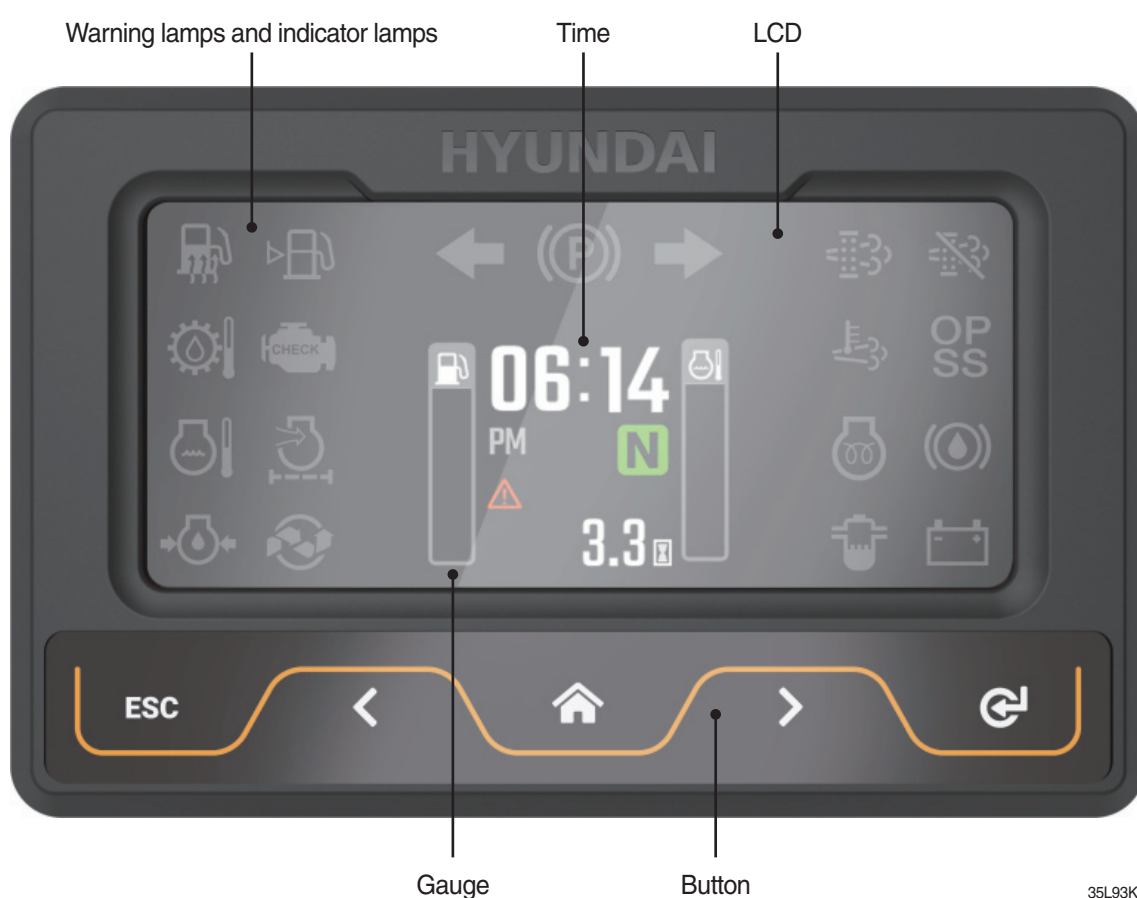 Warning lamps and indicator lamps
Time
LCD
HYUNDAI
P
CHECK
06:14
OP
SS
PM
N
3.3
ESC
Gauge
Button
35L93K